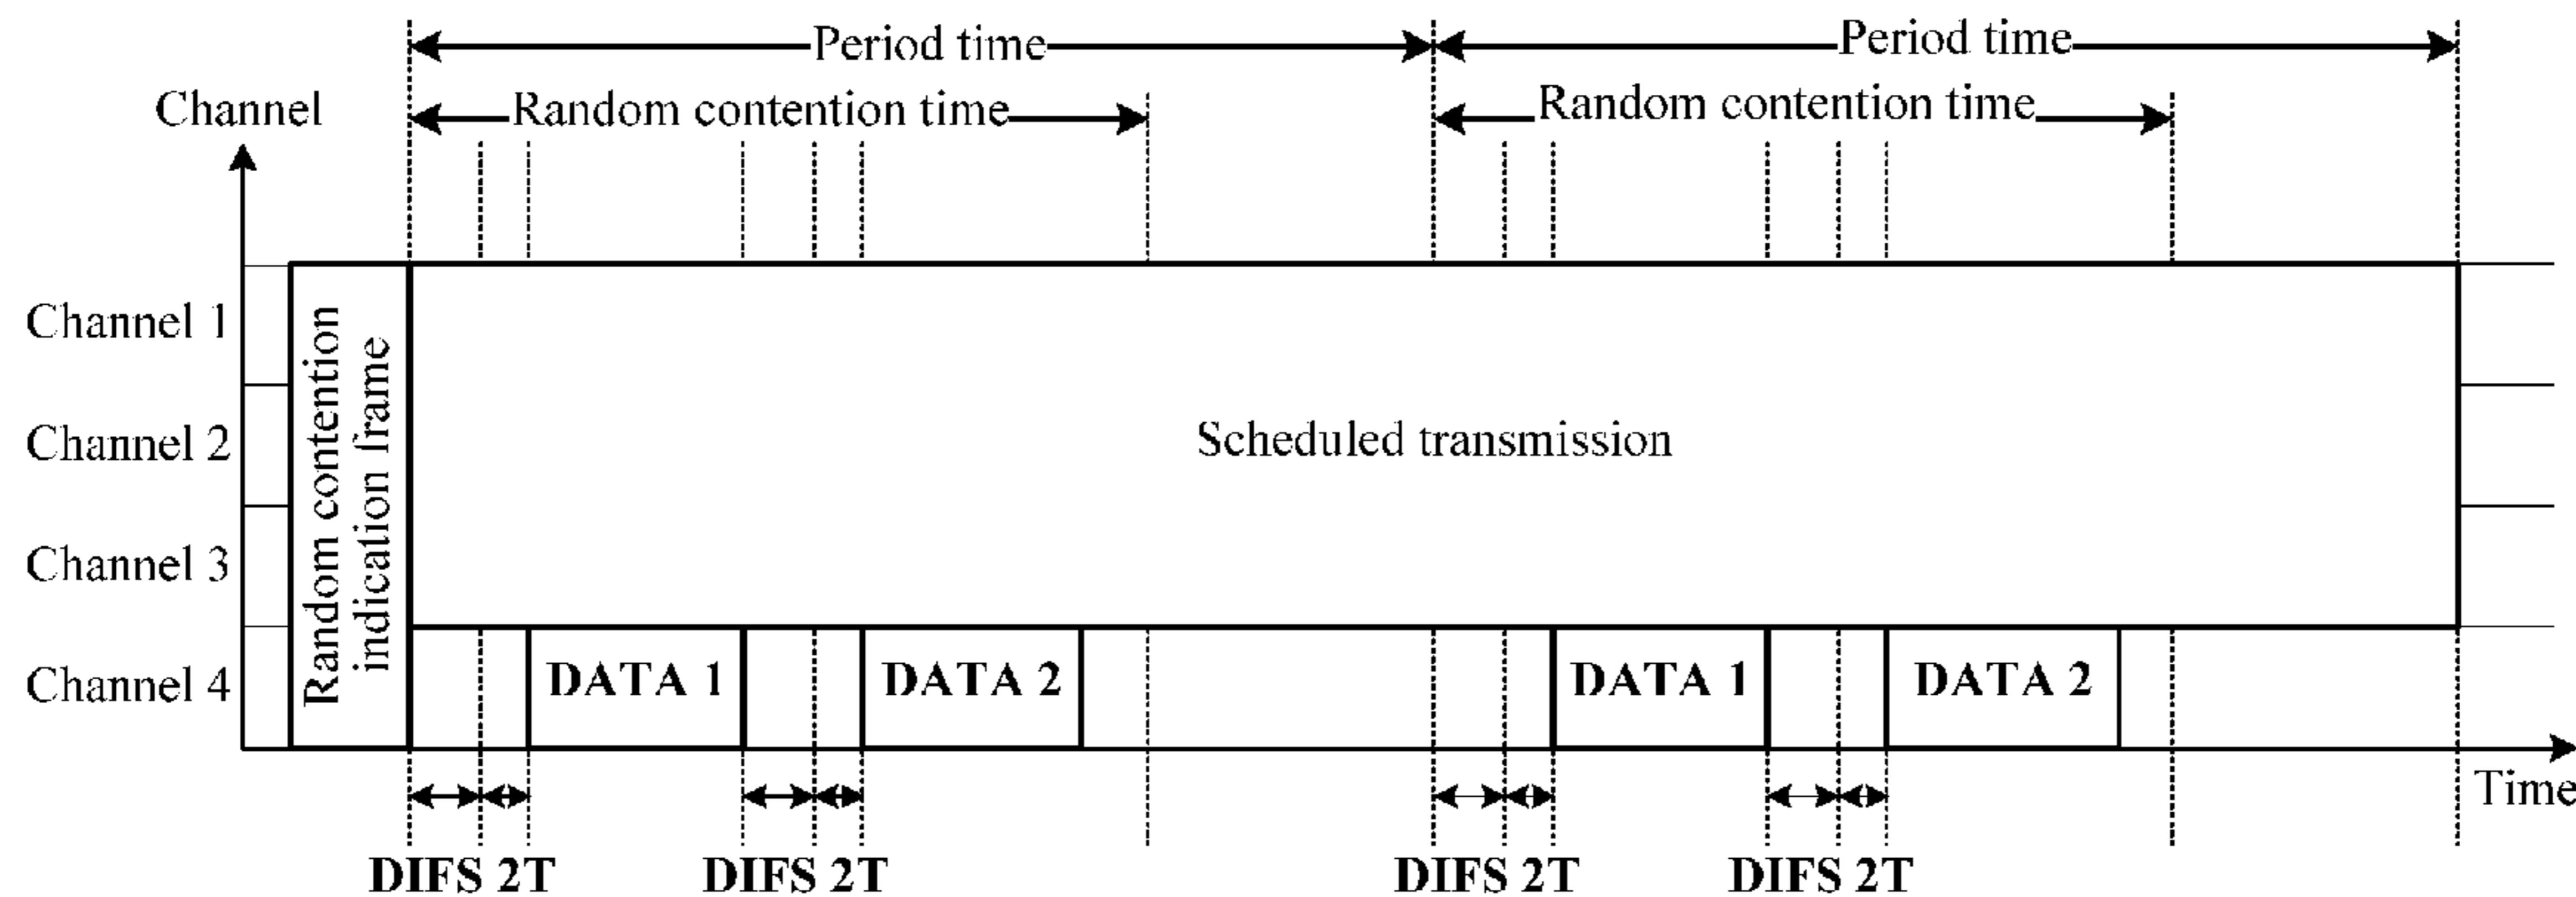 Period time
Period time
Channel
Random contention time
Random contention time
Channel 1
Channel 2
Channel 3
Channel 4
Random contention
indication frame
Scheduled transmission
DATA 1
DATA 2
DATA 1
DATA 2
Time
DIFS 2T
DIFS 2T
DIFS 2T
DIFS 2T